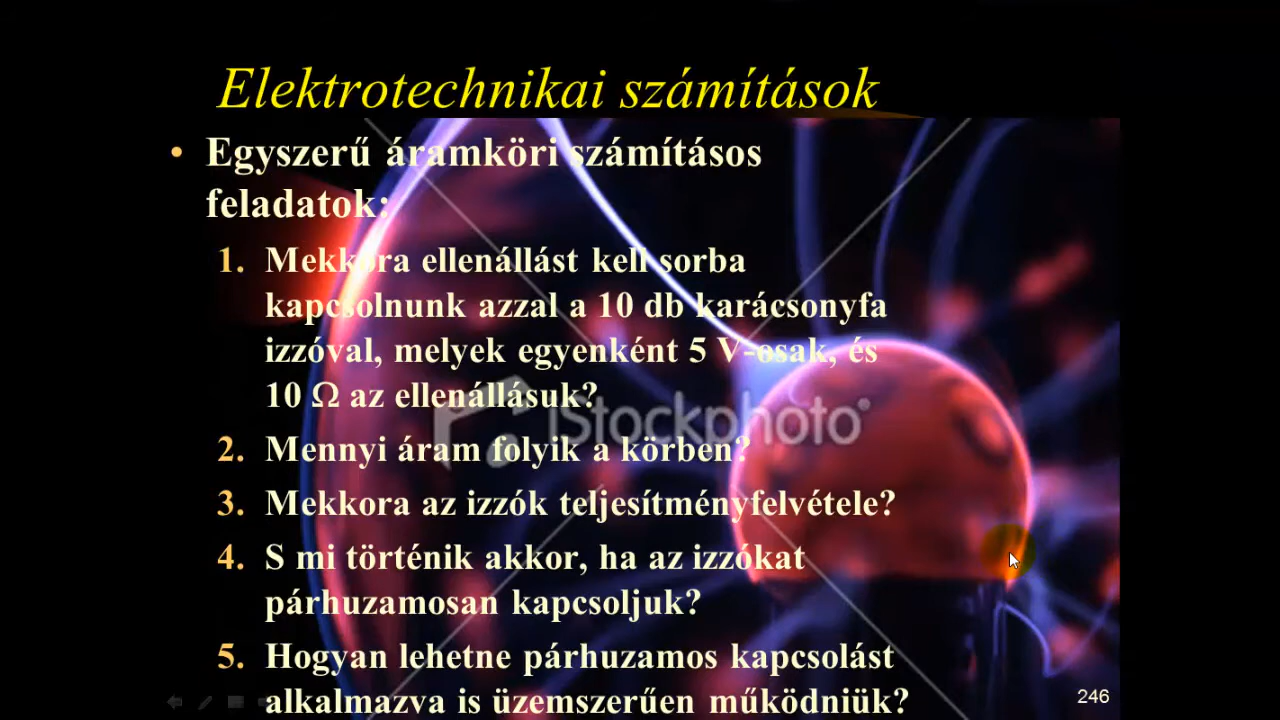 Elektrotechnikai számítások
• Egyszerű áramköri számításos
feladatok:
1. Mekkora ellenállást kell sorba
kapcsolnunk azzal a 10 db karácsonyfa
izzóval, melyek egyenként 5 V-osak, és
10 Ω az ellenállásuk?
iStockphoto
2. Mennyi áram folyik a körben?
3. Mekkora az izzók teljesítményfelvétele?
4. S mi történik akkor, ha az izzókat
párhuzamosan kapcsoljuk?
5. Hogyan lehetne párhuzamos kapcsolást
alkalmazva is üzemszerűen működniük?
246